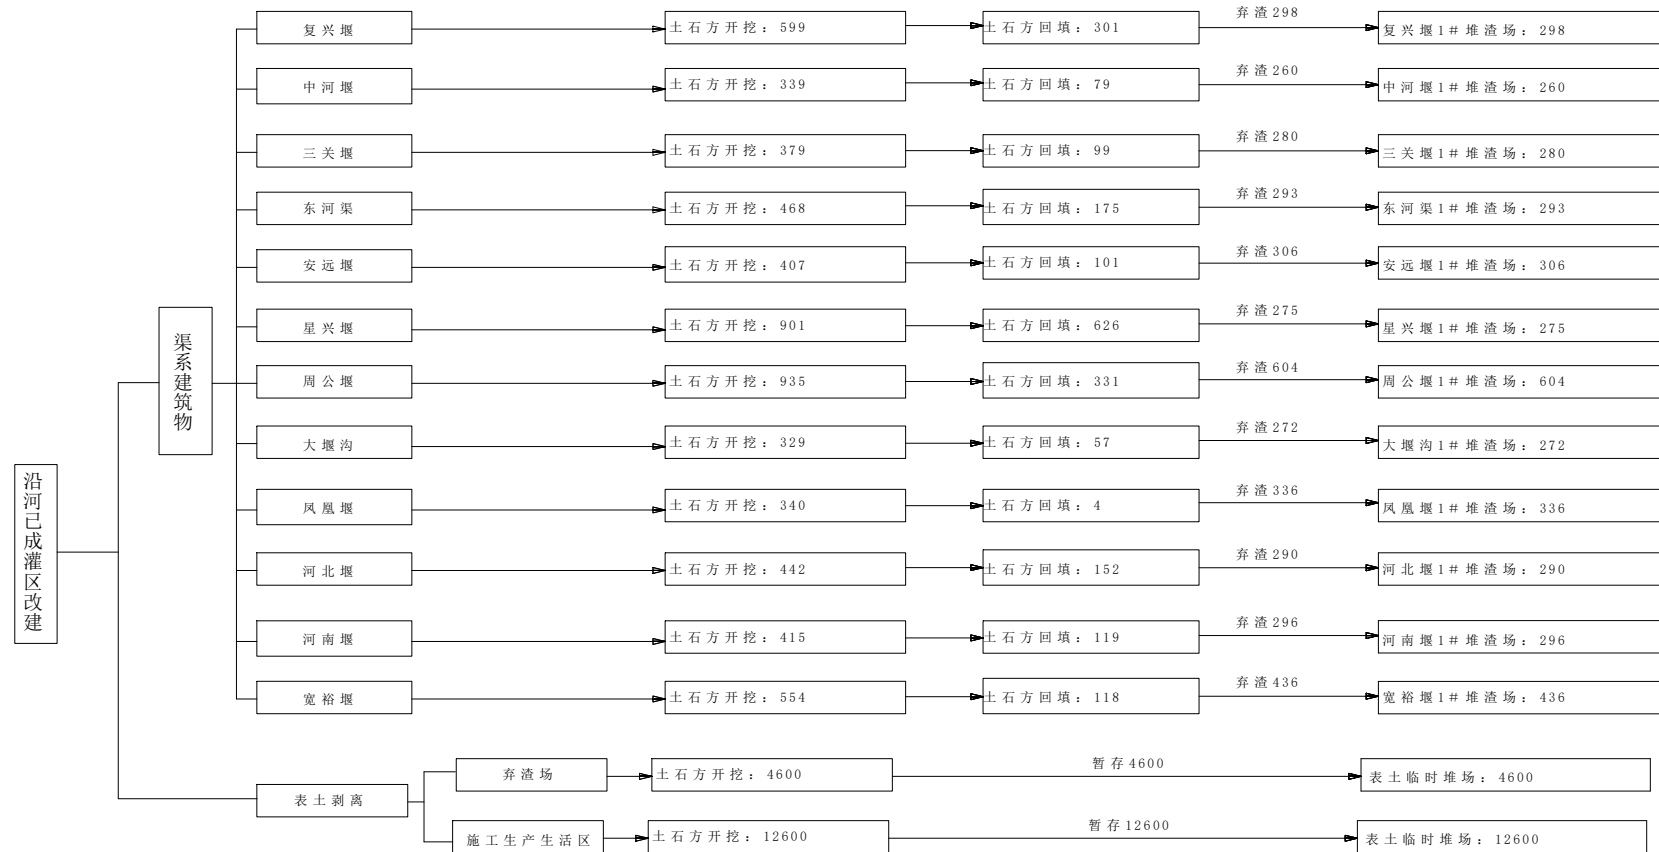 沿河已成灌区改建
渠系建筑物
复兴堰
土石方开挖：599
土石方回填：301
弃渣298
复兴堰1#堆渣场：298
中河堰
土石方开挖：339
土石方回填：79
弃渣260
中河堰1#堆渣场：260
三关堰
土石方开挖：379
土石方回填：99
弃渣280
三关堰1#堆渣场：280
东河渠
土石方开挖：468
土石方回填：175
弃渣293
东河渠1#堆渣场：293
安远堰
土石方开挖：407
土石方回填：101
弃渣306
安远堰1#堆渣场：306
星兴堰
土石方开挖：901
土石方回填：626
弃渣275
星兴堰1#堆渣场：275
周公堰
土石方开挖：935
土石方回填：331
弃渣604
周公堰1#堆渣场：604
大堰沟
土石方开挖：329
土石方回填：57
弃渣272
大堰沟1#堆渣场：272
凤凰堰
土石方开挖：340
土石方回填：4
弃渣336
凤凰堰1#堆渣场：336
河北堰
土石方开挖：442
土石方回填：152
弃渣290
河北堰1#堆渣场：290
河南堰
土石方开挖：415
土石方回填：119
弃渣296
河南堰1#堆渣场：296
宽裕堰
土石方开挖：554
土石方回填：118
弃渣436
宽裕堰1#堆渣场：436
表土剥离
弃渣场
土石方开挖：4600
暂存4600
表土临时堆场：4600
施工生产生活区
土石方开挖：12600
暂存12600
表土临时堆场：12600